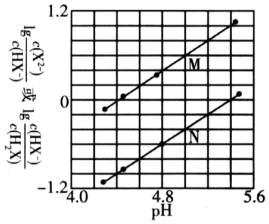 1.2
lg c(X²⁻)/c(HX⁻) 或 lg c(HX⁻)/c(H₂X)
M
0
N
−1.2
4.0 4.8 5.6
pH